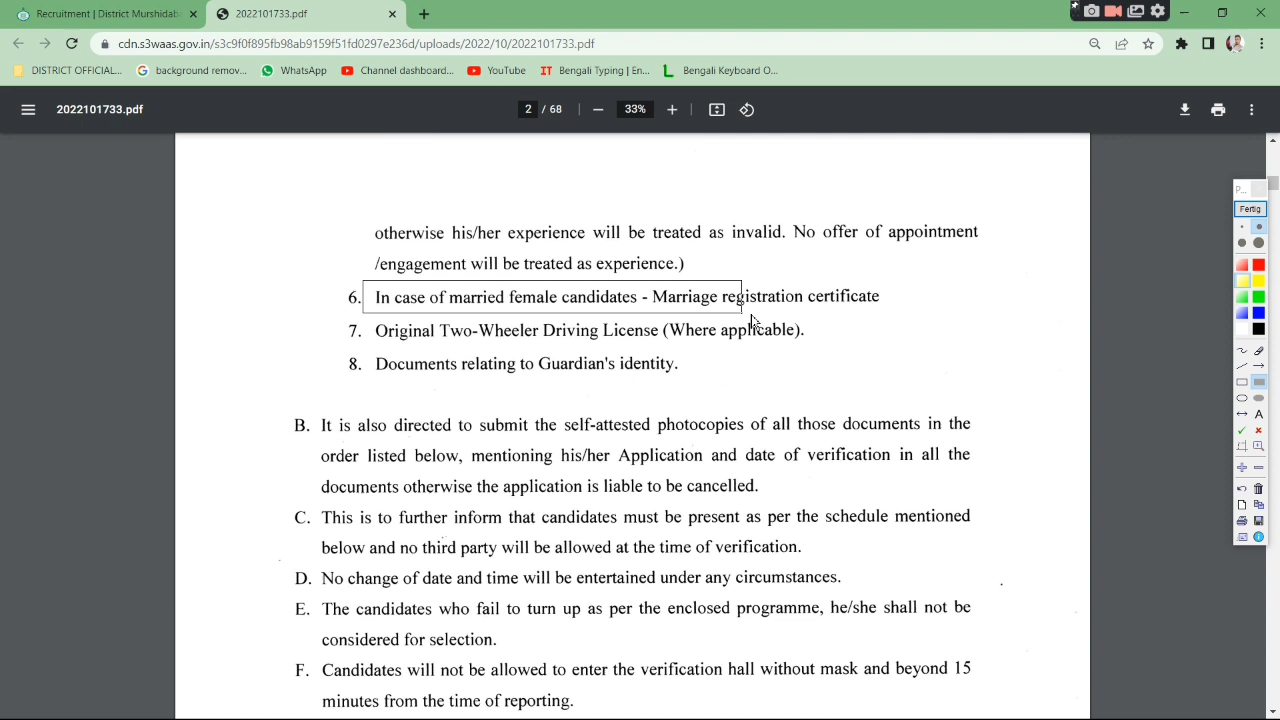 Recruitment | District Murshidab
2022101733.pdf
cdn.s3waas.gov.in/s3c9f0f895fb98ab9159f51fd0297e236d/uploads/2022/10/2022101733.pdf
DISTRICT OFFICIAL...
background remov...
WhatsApp
Channel dashboard...
YouTube
IT Bengali Typing | En...
Bengali Keyboard O...
2022101733.pdf
2 / 68
33%
P...
Fertig
otherwise his/her experience will be treated as invalid. No offer of appointment
/engagement will be treated as experience.)
6. In case of married female candidates - Marriage registration certificate
7. Original Two-Wheeler Driving License (Where applicable).
8. Documents relating to Guardian's identity.
B. It is also directed to submit the self-attested photocopies of all those documents in the
order listed below, mentioning his/her Application and date of verification in all the
documents otherwise the application is liable to be cancelled.
C. This is to further inform that candidates must be present as per the schedule mentioned
below and no third party will be allowed at the time of verification.
D. No change of date and time will be entertained under any circumstances.
E. The candidates who fail to turn up as per the enclosed programme, he/she shall not be
considered for selection.
F. Candidates will not be allowed to enter the verification hall without mask and beyond 15
minutes from the time of reporting.